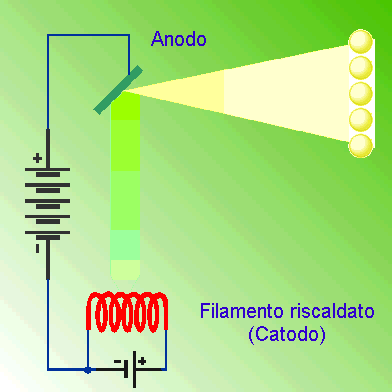 Anodo
+
-
Filamento riscaldato
(Catodo)
- +